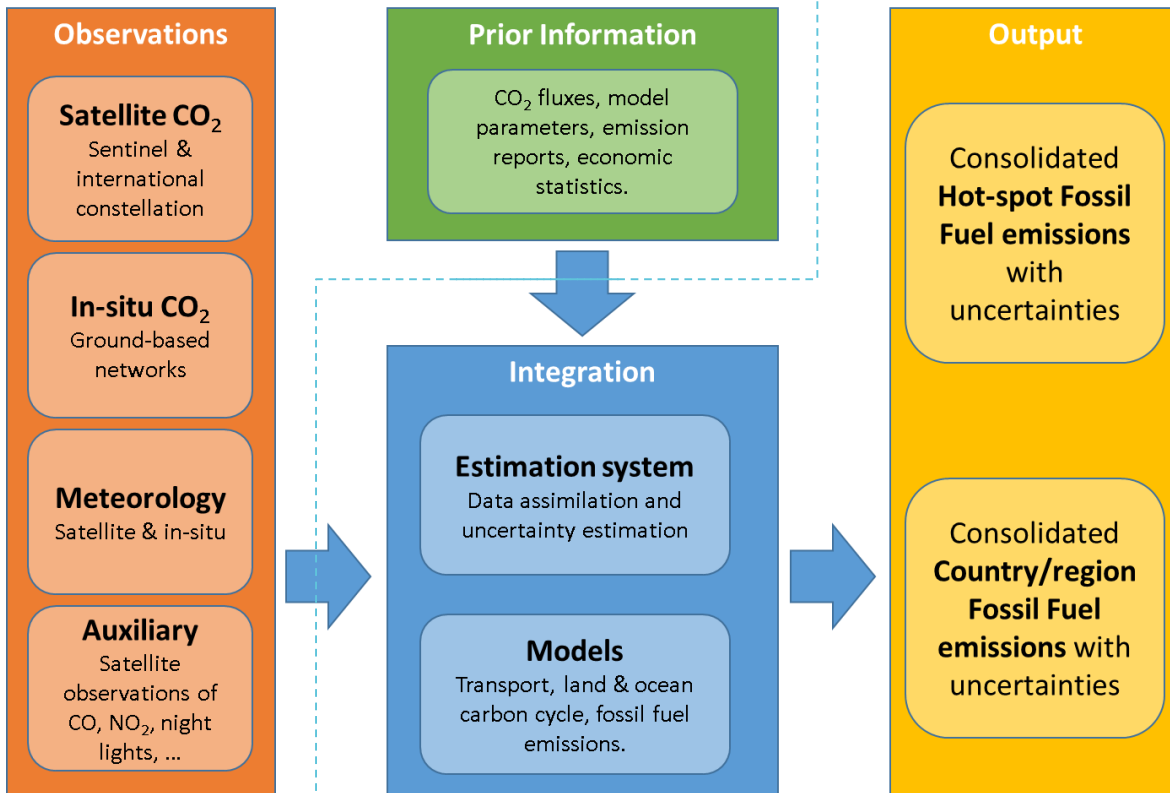 Observations
Satellite CO₂
Sentinel &
international
constellation
In-situ CO₂
Ground-based
networks
Meteorology
Satellite & in-situ
Auxiliary
Satellite
observations of
CO, NO₂, night
lights, ...
Prior Information
CO₂ fluxes, model
parameters, emission
reports, economic
statistics.
Integration
Estimation system
Data assimilation and
uncertainty estimation
Models
Transport, land & ocean
carbon cycle, fossil fuel
emissions.
Output
Consolidated
Hot-spot Fossil
Fuel emissions
with
uncertainties
Consolidated
Country/region
Fossil Fuel
emissions with
uncertainties